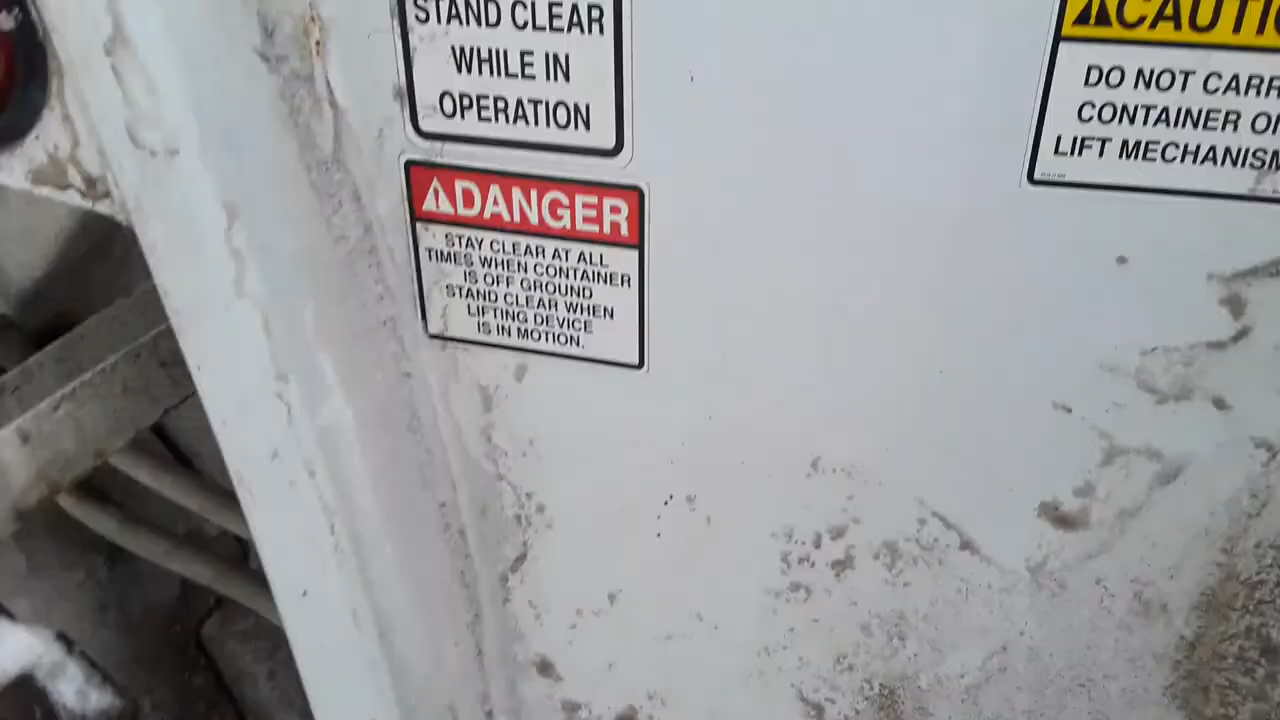 STAND CLEAR
WHILE IN
OPERATION
DANGER
STAY CLEAR AT ALL
TIMES WHEN CONTAINER
IS OFF GROUND
STAND CLEAR WHEN
LIFTING DEVICE
IS IN MOTION.
CAUTIO
DO NOT CARR
CONTAINER O
LIFT MECHANISM